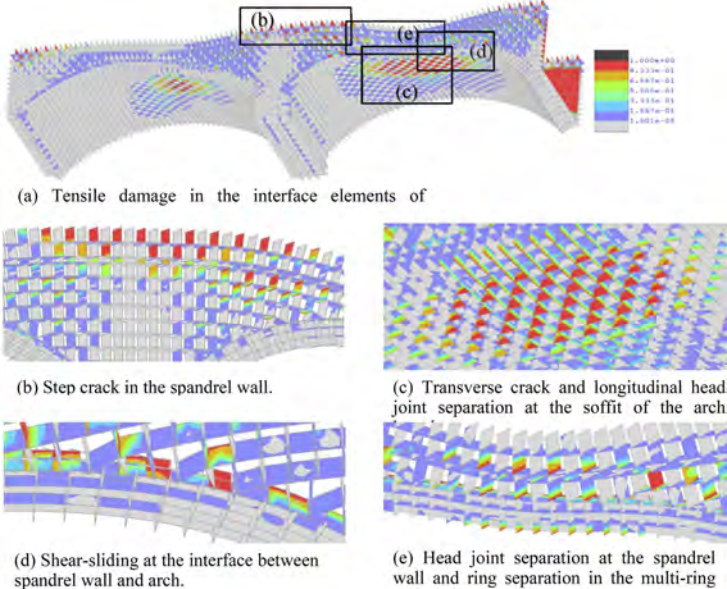 (b)
(e)
(d)
(c)
(a) Tensile damage in the interface elements of
(b) Step crack in the spandrel wall.
(c) Transverse crack and longitudinal head
joint separation at the soffit of the arch
(d) Shear-sliding at the interface between
spandrel wall and arch.
(e) Head joint separation at the spandrel
wall and ring separation in the multi-ring